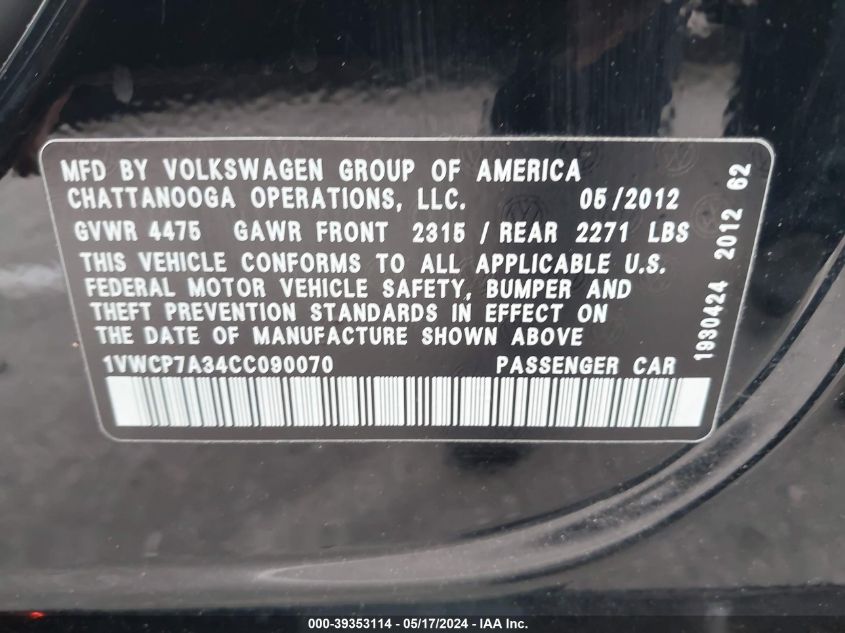 MFD BY VOLKSWAGEN GROUP OF AMERICA
CHATTANOOGA OPERATIONS, LLC. 05/2012
GVWR 4475 GAWR FRONT 2315 / REAR 2271 LBS
THIS VEHICLE CONFORMS TO ALL APPLICABLE U.S.
FEDERAL MOTOR VEHICLE SAFETY, BUMPER AND
THEFT PREVENTION STANDARDS IN EFFECT ON
THE DATE OF MANUFACTURE SHOWN ABOVE
1VWCP7A34CC090070 PASSENGER CAR
1930424 2012 62
000-39353114 - 05/17/2024 - IAA Inc.